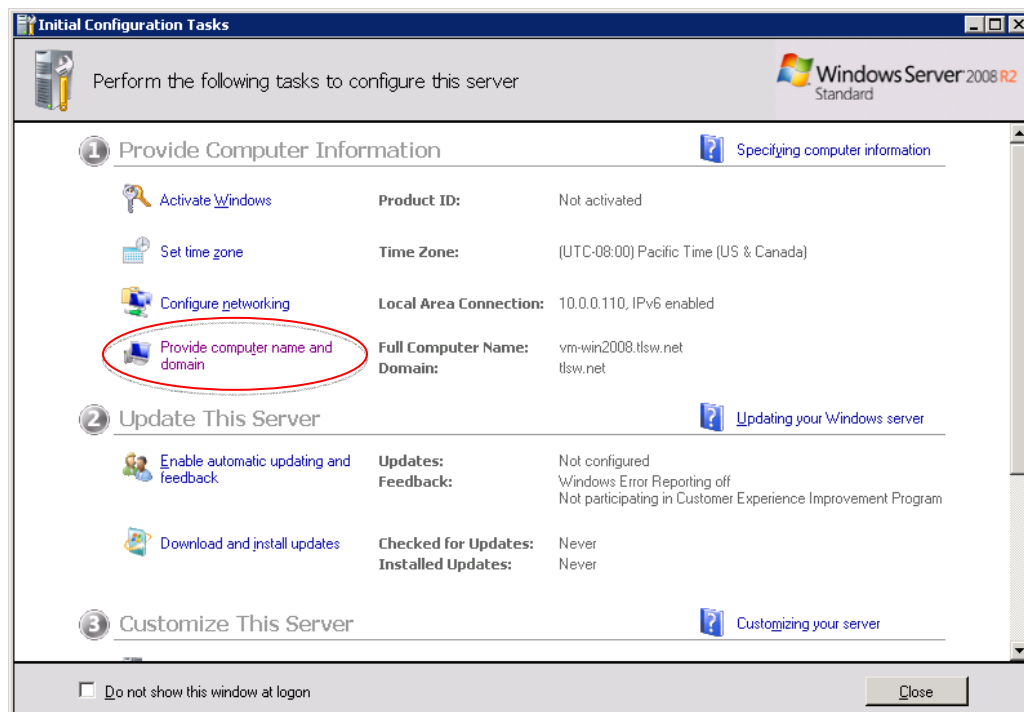 Initial Configuration Tasks
Perform the following tasks to configure this server
Windows Server 2008 R2
Standard
1 Provide Computer Information
Specifying computer information
Activate Windows Product ID: Not activated
Set time zone Time Zone: (UTC-08:00) Pacific Time (US & Canada)
Configure networking Local Area Connection: 10.0.0.110, IPv6 enabled
Provide computer name and
domain
Full Computer Name: vm-win2008.tlsw.net
Domain: tlsw.net
2 Update This Server
Updating your Windows server
Enable automatic updating and
feedback
Updates: Not configured
Feedback: Windows Error Reporting off
Not participating in Customer Experience Improvement Program
Download and install updates
Checked for Updates: Never
Installed Updates: Never
3 Customize This Server
Customizing your server
Do not show this window at logon
Close